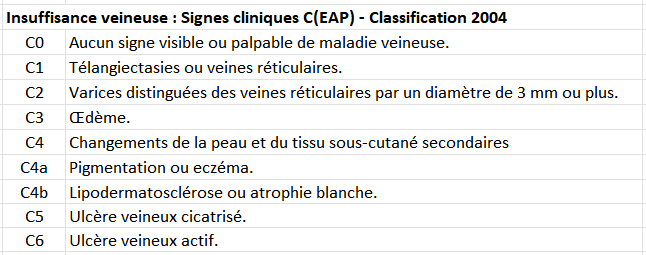 Insuffisance veineuse : Signes cliniques C(EAP) - Classification 2004
C0 Aucun signe visible ou palpable de maladie veineuse.
C1 Télangiectasies ou veines réticulaires.
C2 Varices distinguées des veines réticulaires par un diamètre de 3 mm ou plus.
C3 Œdème.
C4 Changements de la peau et du tissu sous-cutané secondaires
C4a Pigmentation ou eczéma.
C4b Lipodermatosclérose ou atrophie blanche.
C5 Ulcère veineux cicatrisé.
C6 Ulcère veineux actif.